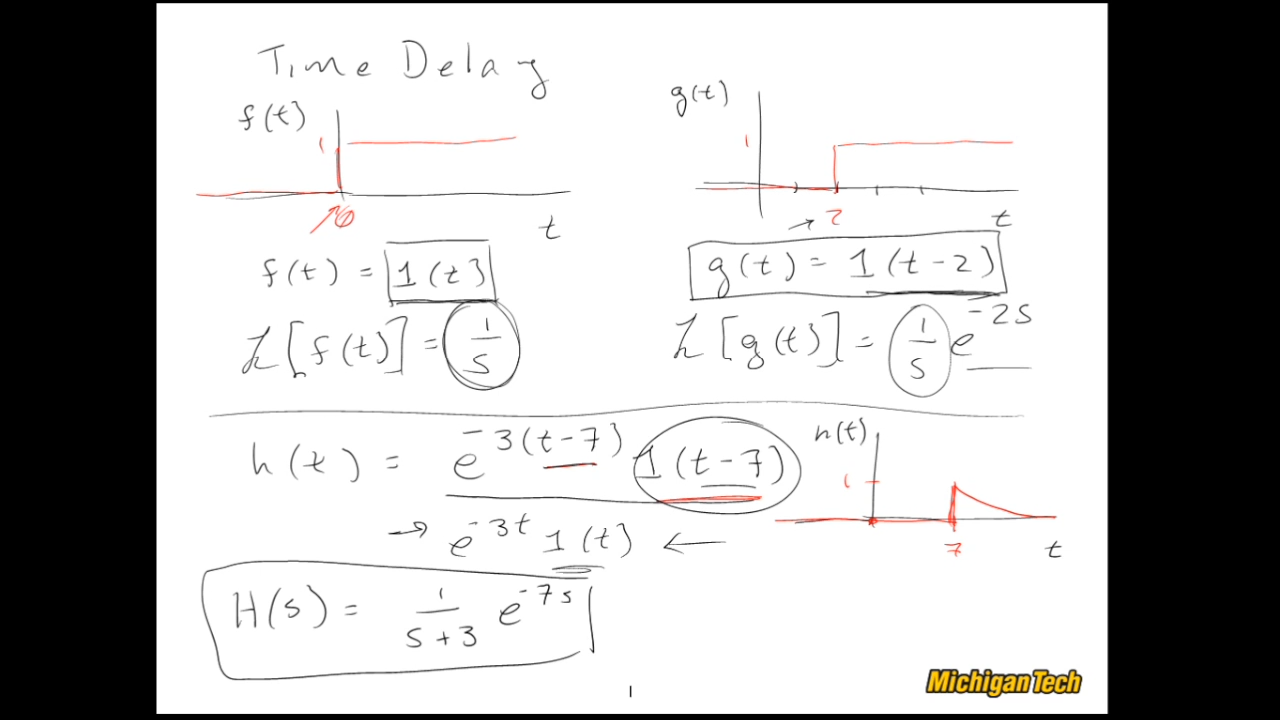 Time Delay
f(t)
1
0
t
g(t)
1
2
t
f(t) = 1(t)
g(t) = 1(t-2)
ℒ[f(t)] = 1/s
ℒ[g(t)] = 1/s e^-2s
h(t) = e^-3(t-7) 1(t-7)
h(t)
1
7
t
→ e^-3t 1(t) ←
H(s) = 1/(s+3) e^-7s
1
Michigan Tech